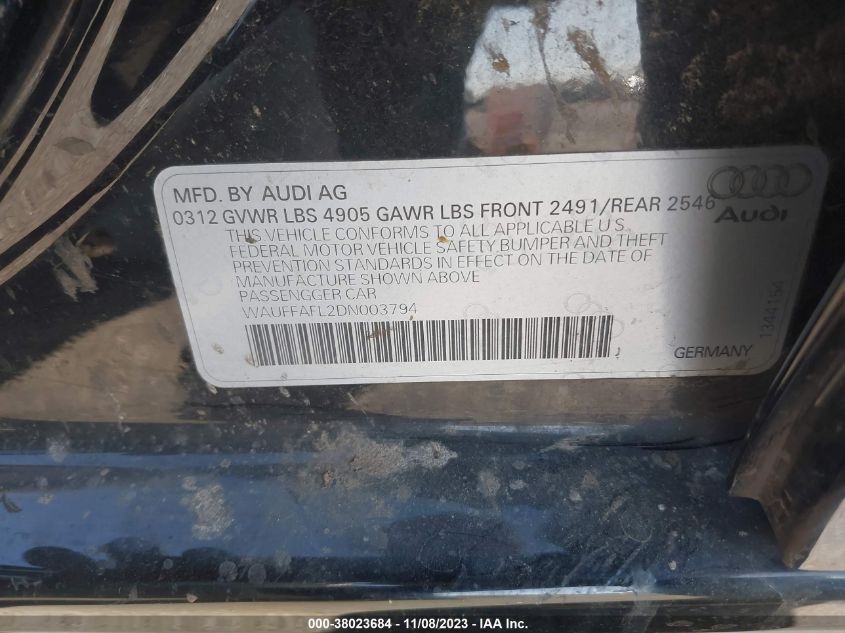 MFD. BY AUDI AG
0312 GVWR LBS 4905 GAWR LBS FRONT 2491/REAR 2546
THIS VEHICLE CONFORMS TO ALL APPLICABLE U.S.
FEDERAL MOTOR VEHICLE SAFETY BUMPER AND THEFT
PREVENTION STANDARDS IN EFFECT ON THE DATE OF
MANUFACTURE SHOWN ABOVE
PASSENGGER CAR
WAUFFAFL2DN003794
Audi
1344164
GERMANY
000-38023684 - 11/08/2023 - IAA Inc.